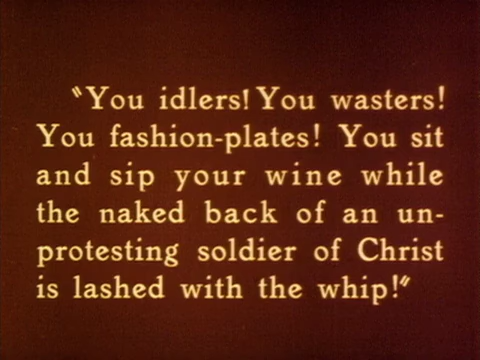 "You idlers! You wasters!
You fashion-plates! You sit
and sip your wine while
the naked back of an un-
protesting soldier of Christ
is lashed with the whip!"